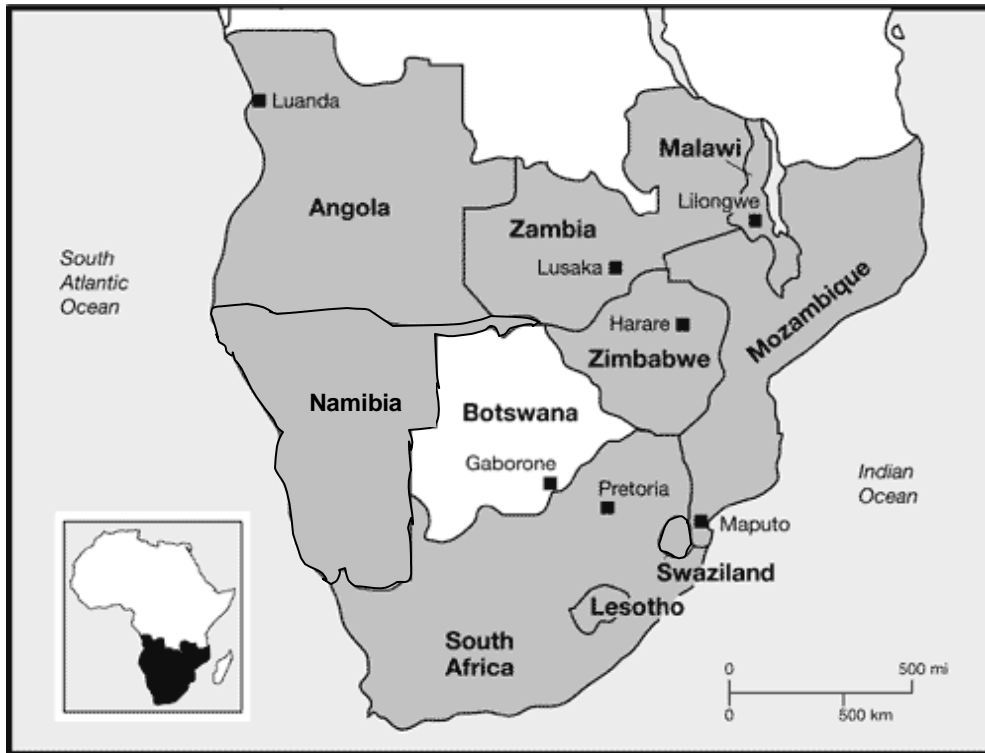 Luanda
Malawi
Angola
Lilongwe
Zambia
South
Atlantic
Ocean
Lusaka
Mozambique
Harare
Zimbabwe
Namibia
Botswana
Gaborone
Pretoria
Indian
Ocean
Maputo
Swaziland
Lesotho
South
Africa
0 500 mi
0 500 km